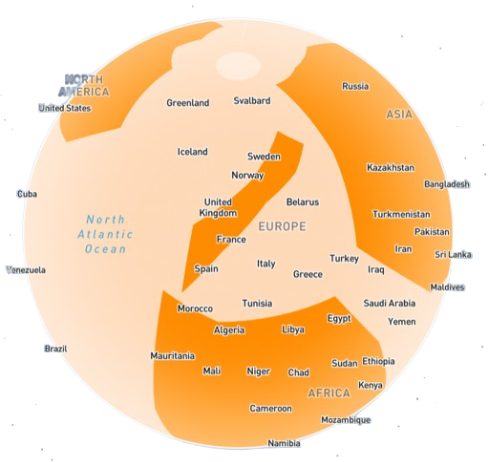 NORTH
AMERICA
United States
Greenland
Svalbard
Russia
ASIA
Iceland
Sweden
Norway
Kazakhstan
Bangladesh
Cuba
United
Kingdom
Belarus
Turkmenistan
North
Atlantic
Ocean
France
EUROPE
Pakistan
Iran
Sri Lanka
Venezuela
Spain
Italy
Greece
Turkey
Iraq
Maldives
Morocco
Tunisia
Saudi Arabia
Egypt
Yemen
Algeria
Libya
Brazil
Mauritania
Mali
Niger
Chad
Sudan
Ethiopia
Kenya
AFRICA
Cameroon
Mozambique
Namibia